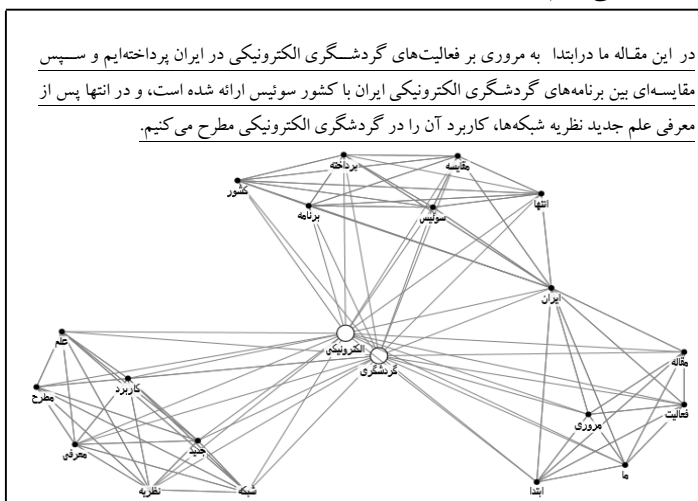 در این مقاله ما درابتدا به مروری بر فعالیت‌های گردشگری الکترونیکی در ایران پرداخته‌ایم و سپس
مقایسه‌ای بین برنامه‌های گردشگری الکترونیکی ایران با کشور سوئیس ارائه شده است، و در انتها پس از
معرفی علم جدید نظریه شبکه‌ها، کاربرد آن را در گردشگری الکترونیکی مطرح می‌کنیم.
مقایسه
پرداخته
کشور
انتها
سوئیس
برنامه
ایران
علم
الکترونیکی
گردشگری
مقاله
کاربرد
مطرح
فعالیت
مروری
جدید
معرفی
ما
ابتدا
شبکه
نظریه